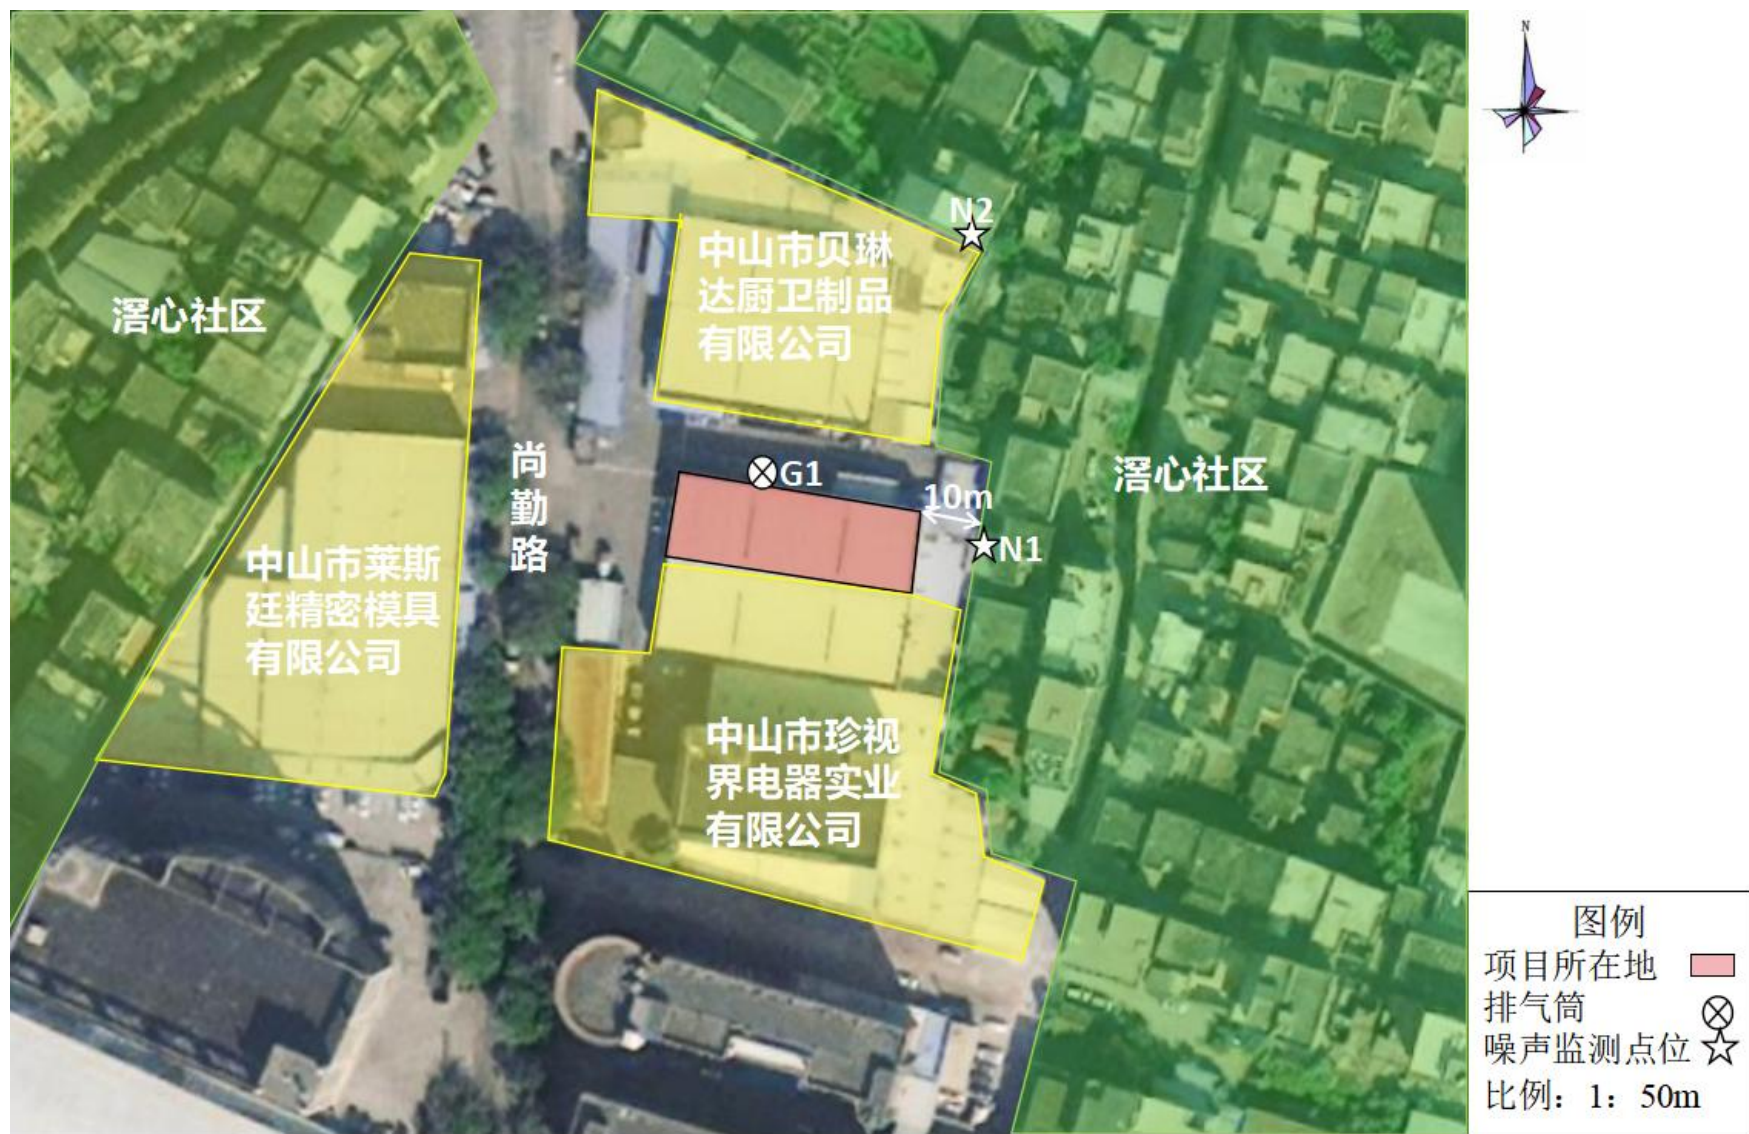 N
N2
中山市贝琳
达厨卫制品
有限公司
滘心社区
尚
勤
路
G1
10m
N1
滘心社区
中山市莱斯
廷精密模具
有限公司
中山市珍视
界电器实业
有限公司
图例
项目所在地
排气筒
噪声监测点位
比例：1：50m